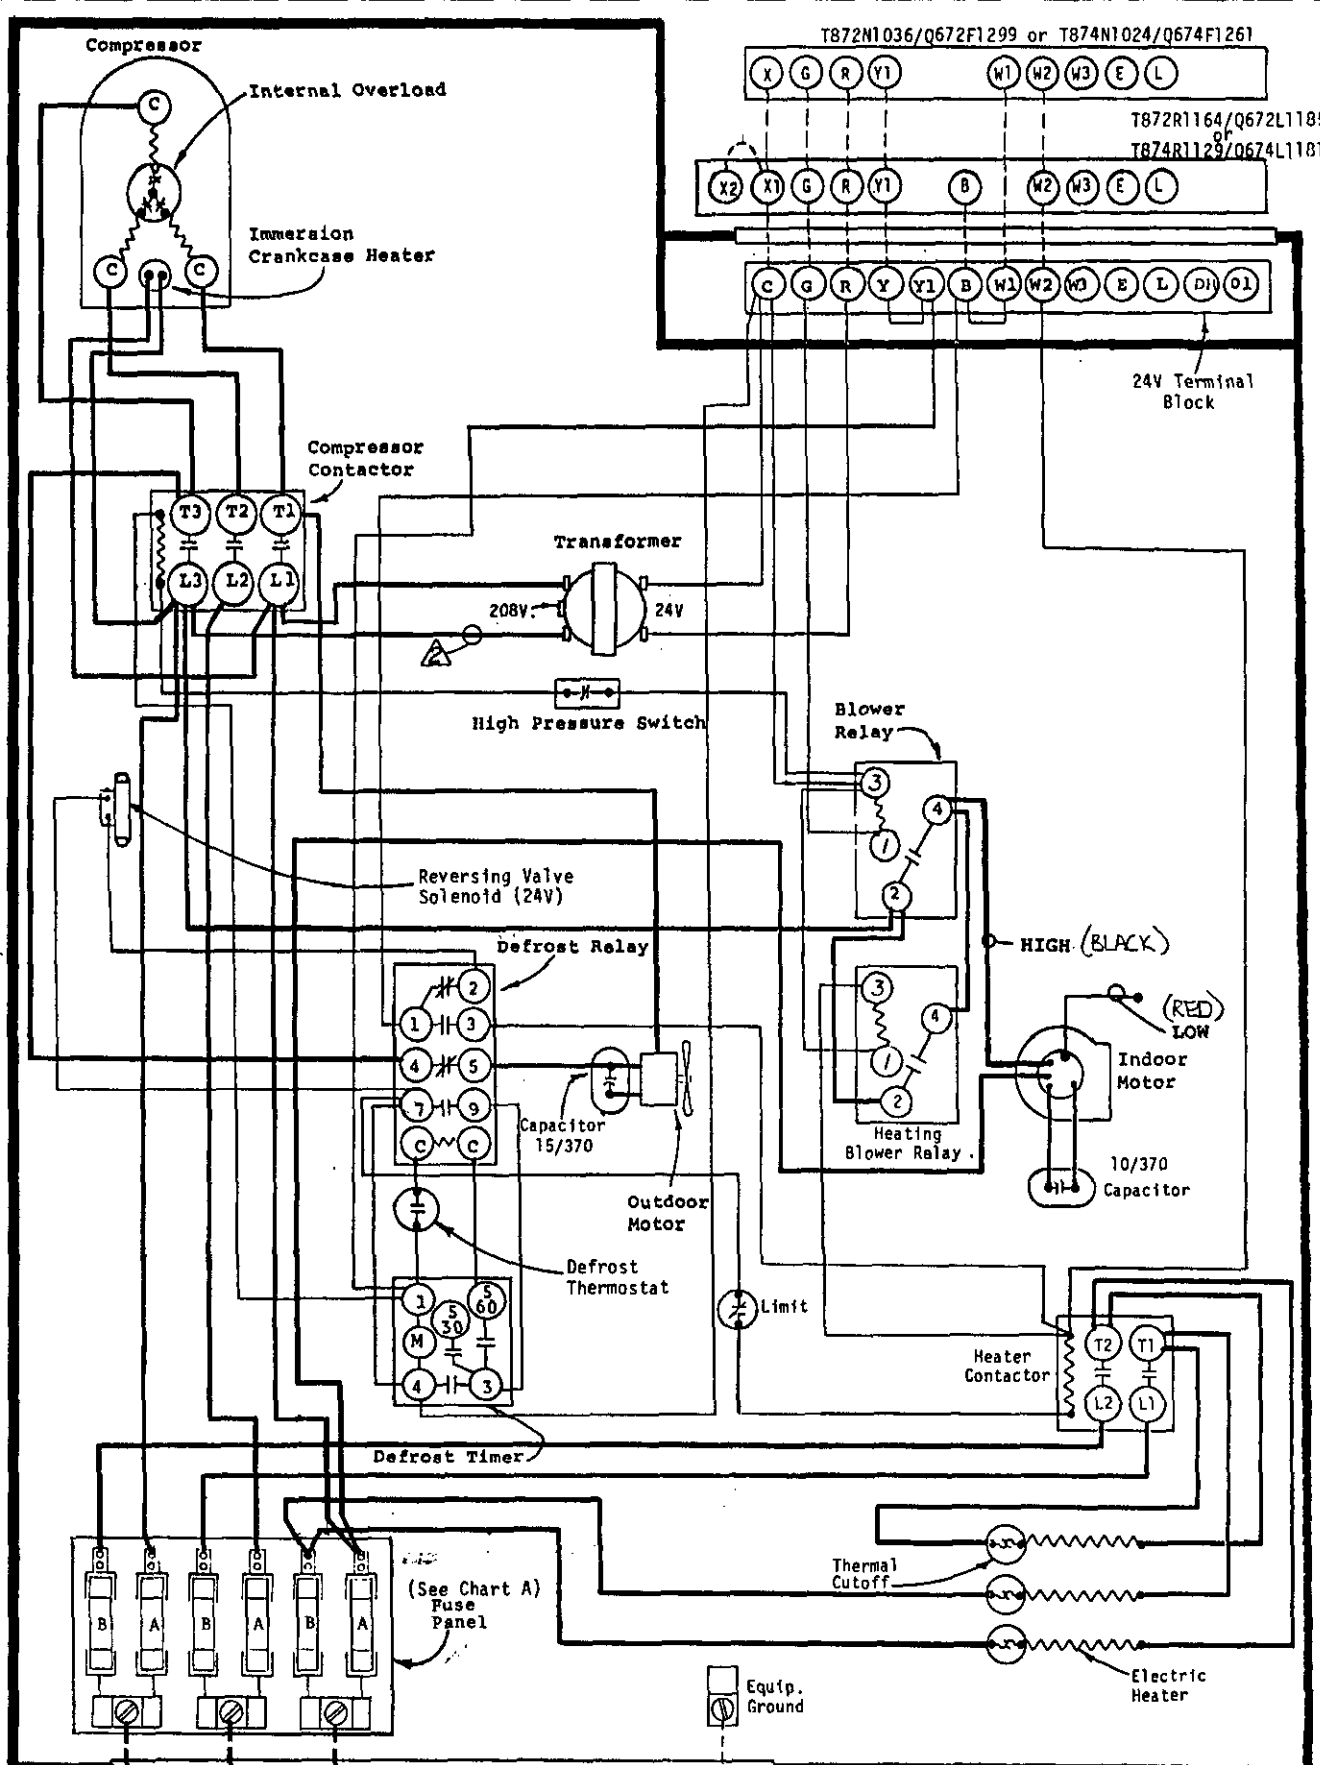 T872N1036/Q672F1299 or T874N1024/Q674F1261
X G R Y1 W1 W2 W3 E L
T872R1164/Q672L1185
or
T874R1129/Q674L1181
X2 X1 G R Y1 B W2 W3 E L
C G R Y Y1 B W1 W2 W3 E L DH O1
24V Terminal
Block
Compressor
C
Internal Overload
Immersion
Crankcase Heater
C C
Compressor
Contactor
T3 T2 T1
L3 L2 L1
Transformer
208V. 24V
2
High Pressure Switch
Blower
Relay
3
4
1
2
Reversing Valve
Solenoid (24V)
HIGH (BLACK)
(RED)
LOW
Indoor
Motor
10/370
Capacitor
3
4
1
2
Heating
Blower Relay.
Defrost Relay
2
1 3
4 5
7 9
C C
Capacitor
15/370
Outdoor
Motor
Defrost
Thermostat
1 S 30 S 60
M
4 3
Defrost Timer
Limit
Heater
Contactor
T2 T1
L2 L1
Thermal
Cutoff
Electric
Heater
(See Chart A)
Fuse
Panel
B A B A B A
Equip.
Ground